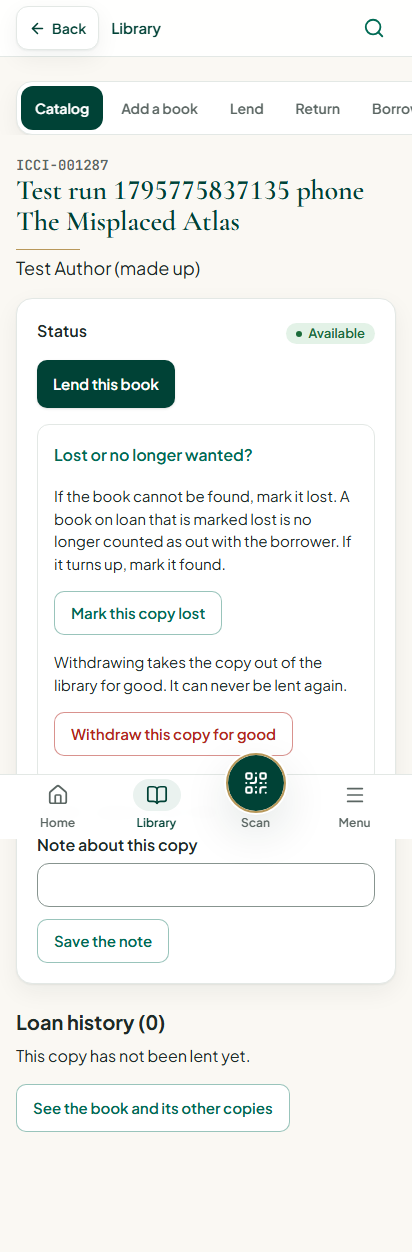 Back
Library
Catalog
Add a book
Lend
Return
ICCI-001287
Test run 1795775837135 phone
The Misplaced Atlas
Test Author (made up)
Status
Available
Lend this book
Lost or no longer wanted?
If the book cannot be found, mark it lost. A
book on loan that is marked lost is no
longer counted as out with the borrower. If
it turns up, mark it found.
Mark this copy lost
Withdrawing takes the copy out of the
library for good. It can never be lent again.
Withdraw this copy for good
Home
Library
Scan
Menu
Note about this copy
Save the note
Loan history (0)
This copy has not been lent yet.
See the book and its other copies